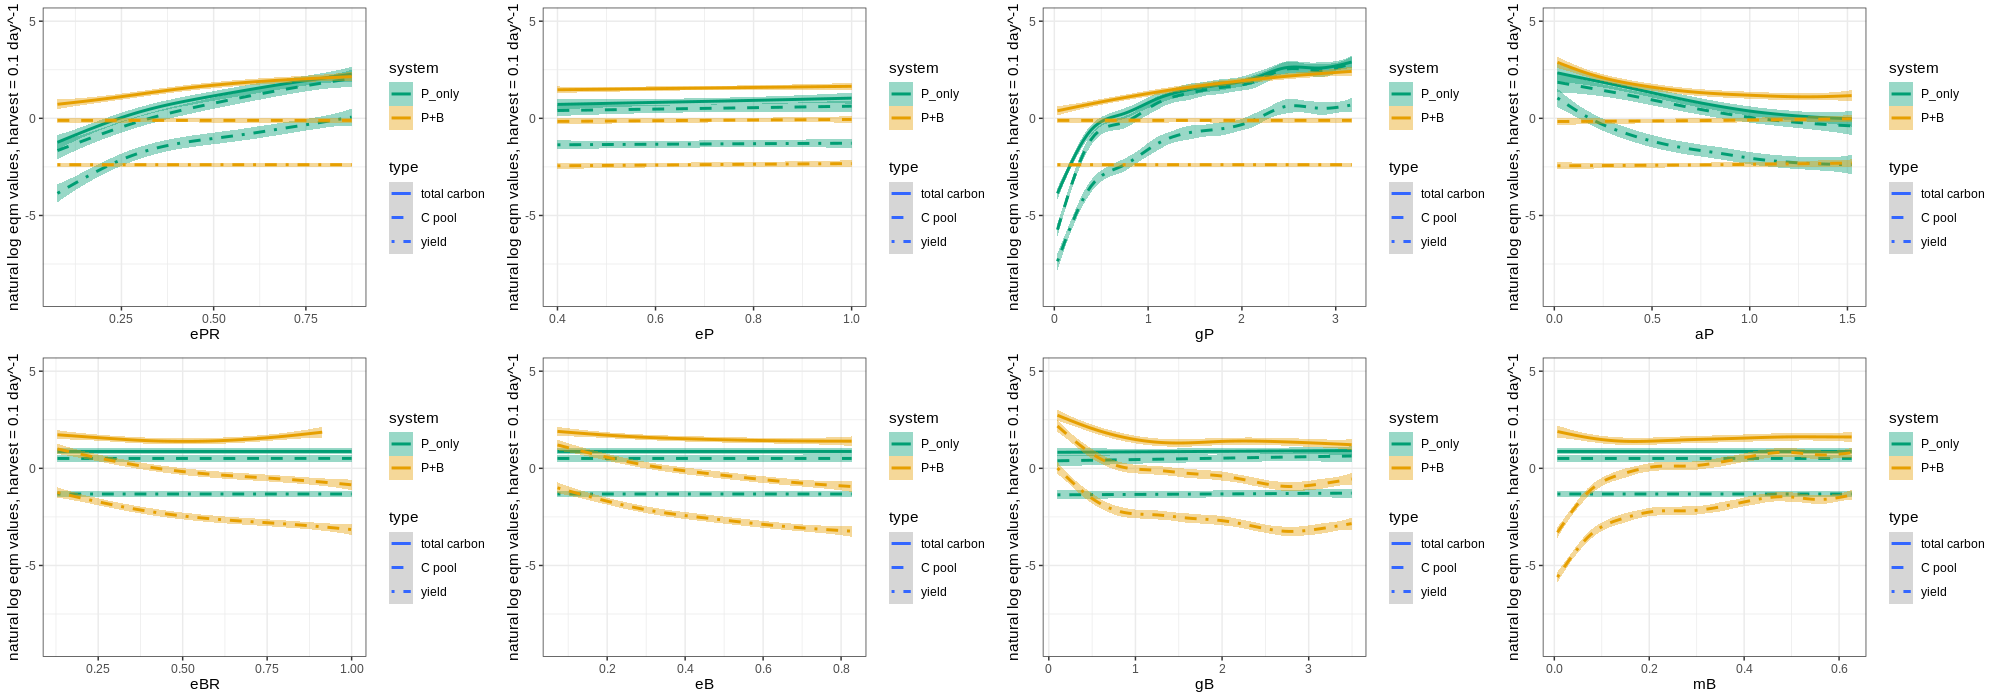 natural log eqm values, harvest = 0.1 day^-1
5
0
-5
0.25
0.50
0.75
ePR
system
P_only
P+B
type
total carbon
C pool
yield
natural log eqm values, harvest = 0.1 day^-1
5
0
-5
0.4
0.6
0.8
1.0
eP
system
P_only
P+B
type
total carbon
C pool
yield
natural log eqm values, harvest = 0.1 day^-1
5
0
-5
0
1
2
3
gP
system
P_only
P+B
type
total carbon
C pool
yield
natural log eqm values, harvest = 0.1 day^-1
5
0
-5
0.0
0.5
1.0
1.5
aP
system
P_only
P+B
type
total carbon
C pool
yield
natural log eqm values, harvest = 0.1 day^-1
5
0
-5
0.25
0.50
0.75
1.00
eBR
system
P_only
P+B
type
total carbon
C pool
yield
natural log eqm values, harvest = 0.1 day^-1
5
0
-5
0.2
0.4
0.6
0.8
eB
system
P_only
P+B
type
total carbon
C pool
yield
natural log eqm values, harvest = 0.1 day^-1
5
0
-5
0
1
2
3
gB
system
P_only
P+B
type
total carbon
C pool
yield
natural log eqm values, harvest = 0.1 day^-1
5
0
-5
0.0
0.2
0.4
0.6
mB
system
P_only
P+B
type
total carbon
C pool
yield